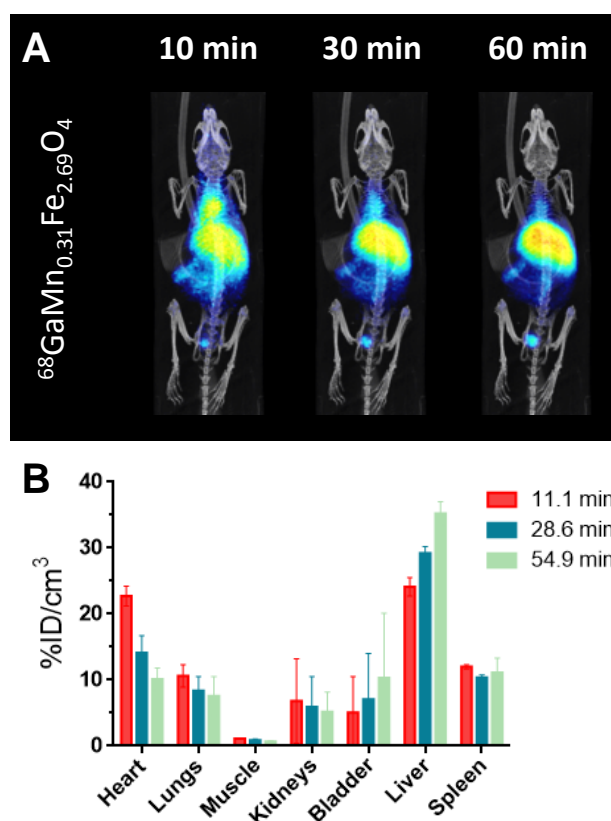 A
10 min
30 min
60 min
⁶⁸GaMn₀.₃₁Fe₂.₆₉O₄
B
%ID/cm³
40
30
20
10
0
11.1 min
28.6 min
54.9 min
Heart
Lungs
Muscle
Kidneys
Bladder
Liver
Spleen